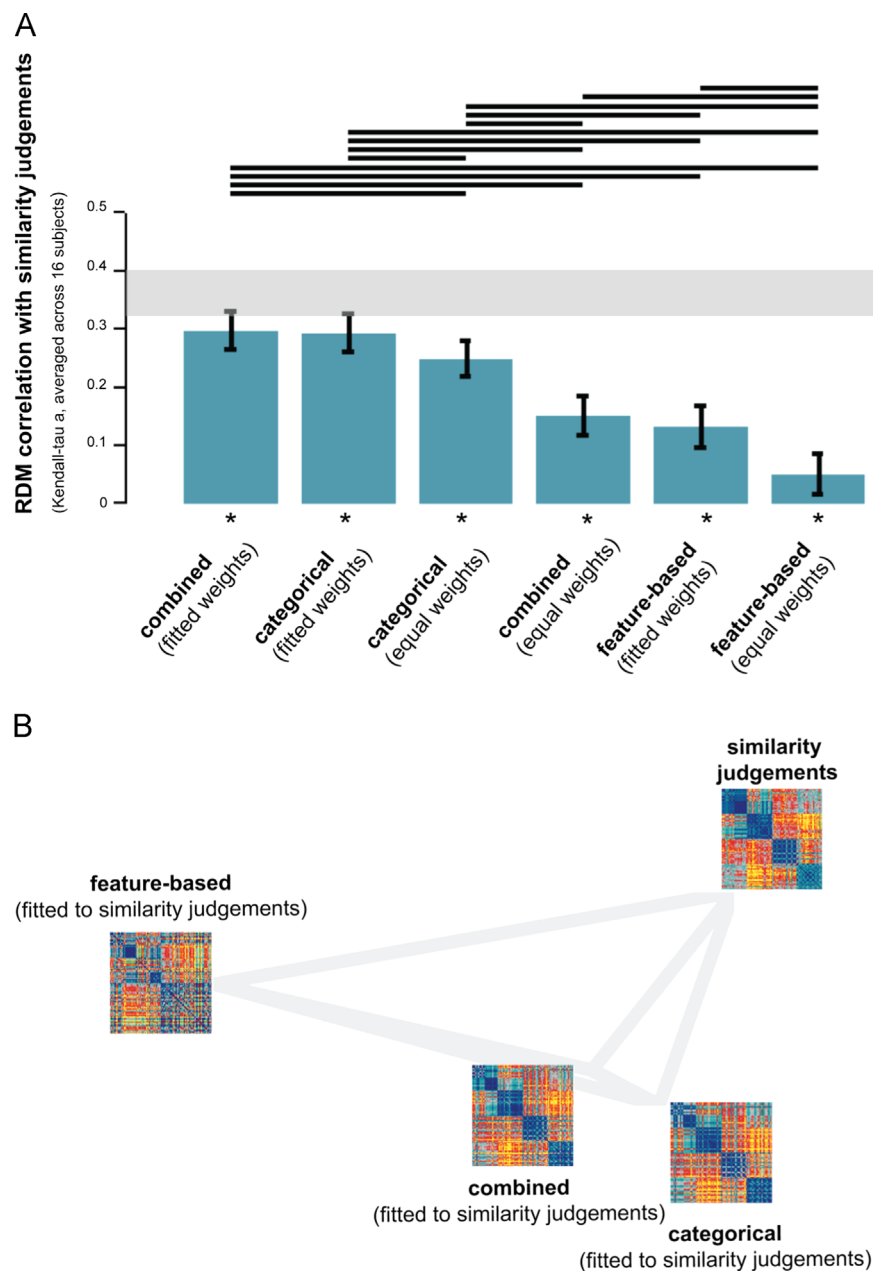 A
RDM correlation with similarity judgements
(Kendall-tau a, averaged across 16 subjects)
0.5
0.4
0.3
0.2
0.1
0
* * * * * *
combined
(fitted weights)
categorical
(fitted weights)
categorical
(equal weights)
combined
(equal weights)
feature-based
(fitted weights)
feature-based
(equal weights)
B
similarity
judgements
feature-based
(fitted to similarity judgements)
combined
(fitted to similarity judgements)
categorical
(fitted to similarity judgements)